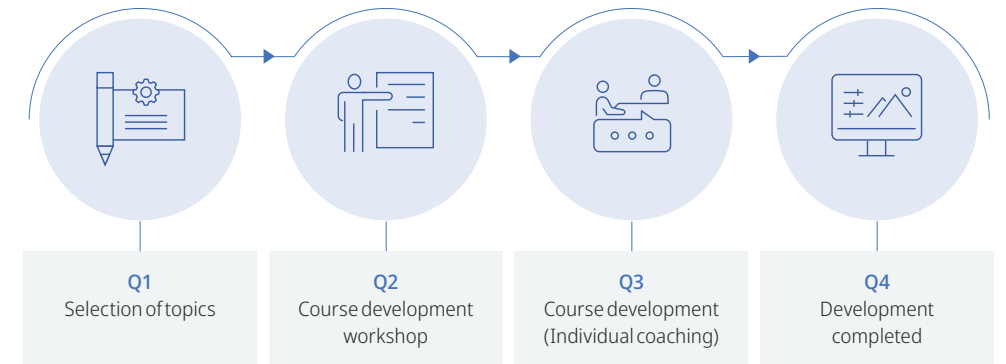 Q1
Selection of topics
Q2
Course development
workshop
Q3
Course development
(Individual coaching)
Q4
Development
completed